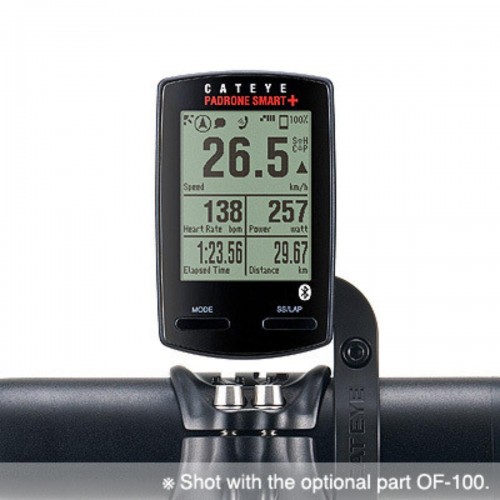 CATEYE
PADRONE SMART+
100%
26.5
S H
C P
Speed km/h
138 257
Heart Rate bpm Power watt
1:23.56 29.67
Elapsed Time Distance km
MODE SS/LAP
CATEYE
※ Shot with the optional part OF-100.